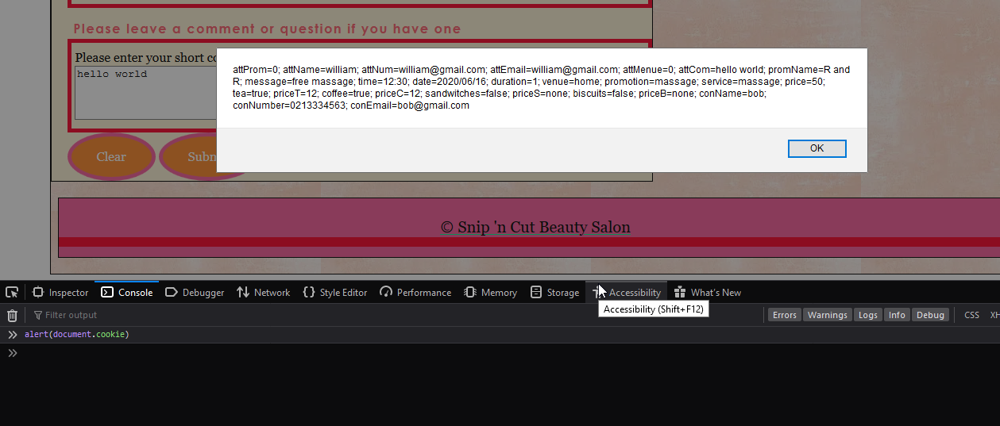 Please leave a comment or question if you have one
Please enter your short
hello world
attProm=0; attName=william; attNum=william@gmail.com; attEmail=william@gmail.com; attMenue=0; attCom=hello world; promName=R and
R; message=free massage; time=12:30; date=2020/06/16; duration=1; venue=home; promotion=massage; service=massage; price=50;
tea=true; priceT=12; coffee=true; priceC=12; sandwitches=false; priceS=none; biscuits=false; priceB=none; conName=bob;
conNumber=0213334563; conEmail=bob@gmail.com
OK
Clear
© Snip 'n Cut Beauty Salon
Inspector Console Debugger Network Style Editor Performance Memory Storage Accessibility What's New
Accessibility (Shift+F12)
Filter output Errors Warnings Logs Info Debug CSS
alert(document.cookie)